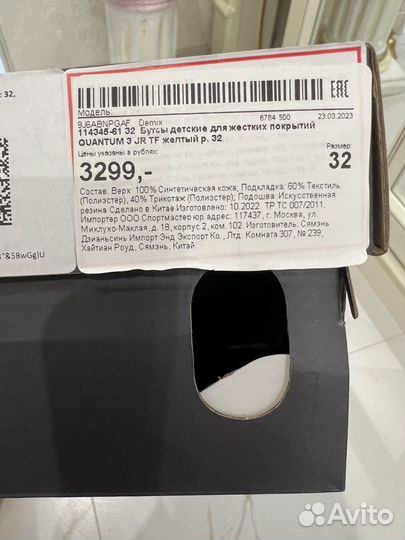 32,
ЕАС
Модель:
9J6ABNPGAF Demix 6784 500 23.03.2023
114345-61 32 Бутсы детские для жестких покрытий
QUANTUM 3 JR TF желтый р. 32
Цены указаны в рублях: Размер:
3299,- 32
Состав: Верх: 100% Синтетическая кожа; Подкладка: 60% Текстиль
(Полиэстер), 40% Трикотаж (Полиэстер); Подошва: Искусственная
резина Сделано в Китае Изготовлено: 10.2022. ТР ТС 007/2011.
Импортер ООО Спортмастер юр. адрес: 117437, г. Москва, ул.
Миклухо-Маклая, д. 18, корпус 2, ком. 102. Изготовитель: Сямэнь
Дзианьсинь Импорт Энд Экспорт Ко., Лтд. Комната 307, № 239,
Хайтиан Роуд, Сямэнь, Китай.
"&58wGg)U
Avito